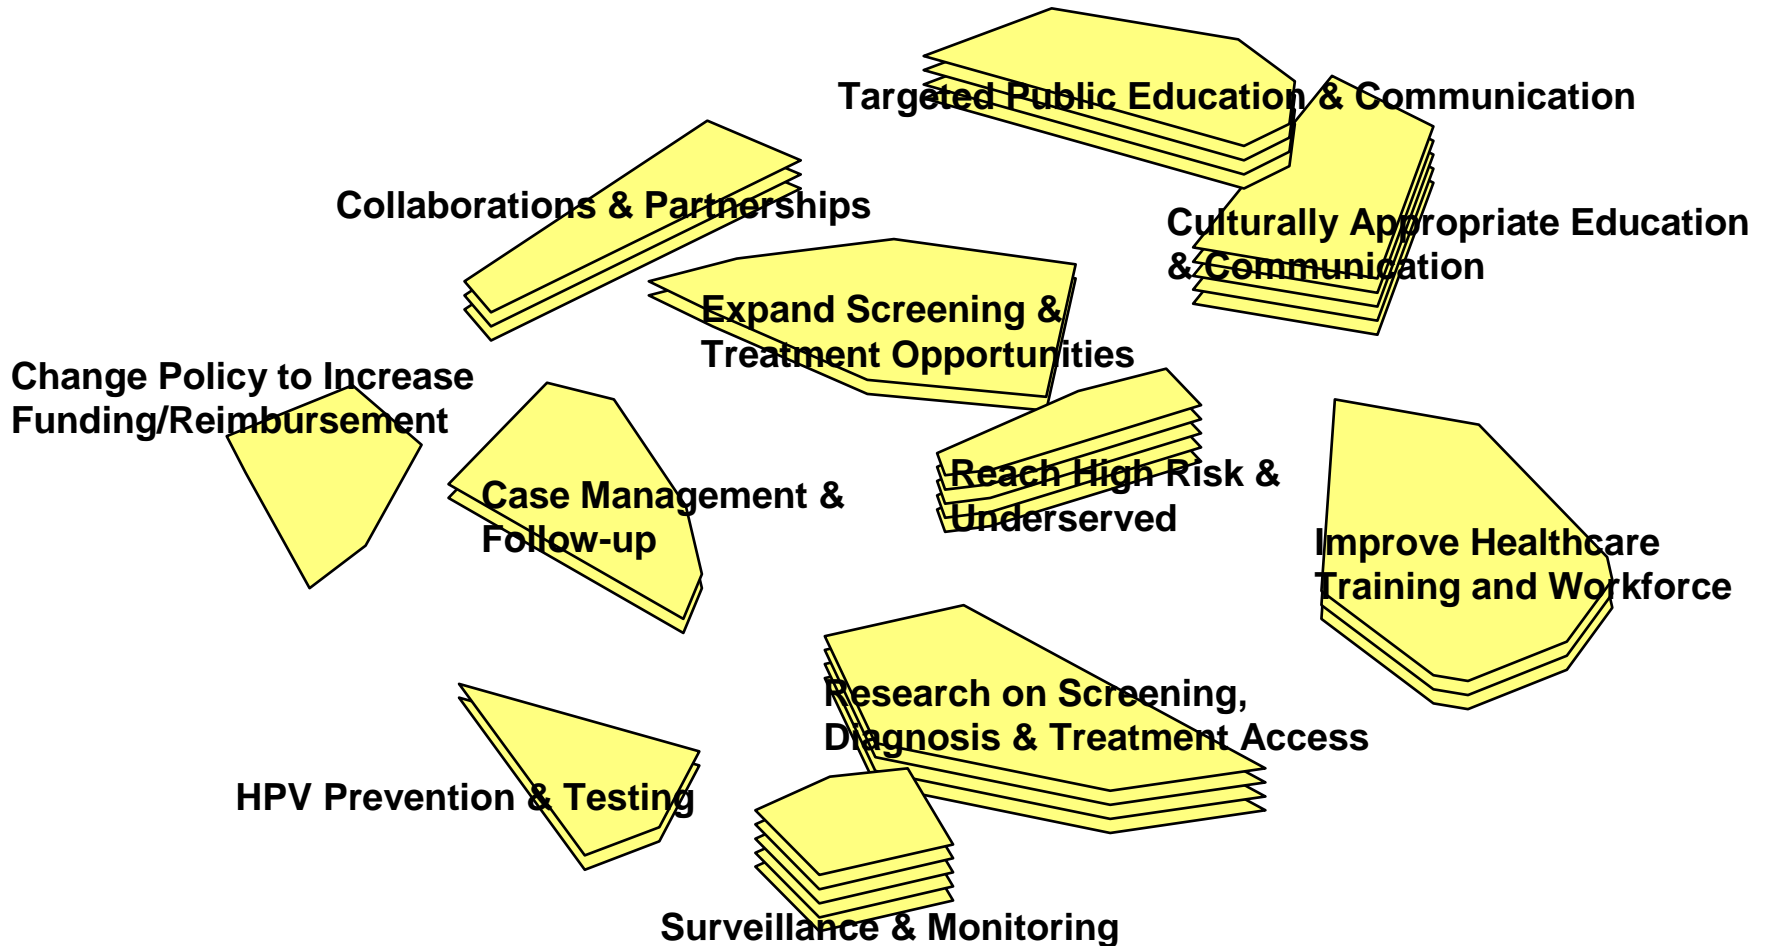 Targeted Public Education & Communication
Collaborations & Partnerships
Culturally Appropriate Education
& Communication
Expand Screening &
Treatment Opportunities
Change Policy to Increase
Funding/Reimbursement
Case Management &
Follow-up
Reach High Risk &
Underserved
Improve Healthcare
Training and Workforce
Research on Screening,
Diagnosis & Treatment Access
HPV Prevention & Testing
Surveillance & Monitoring